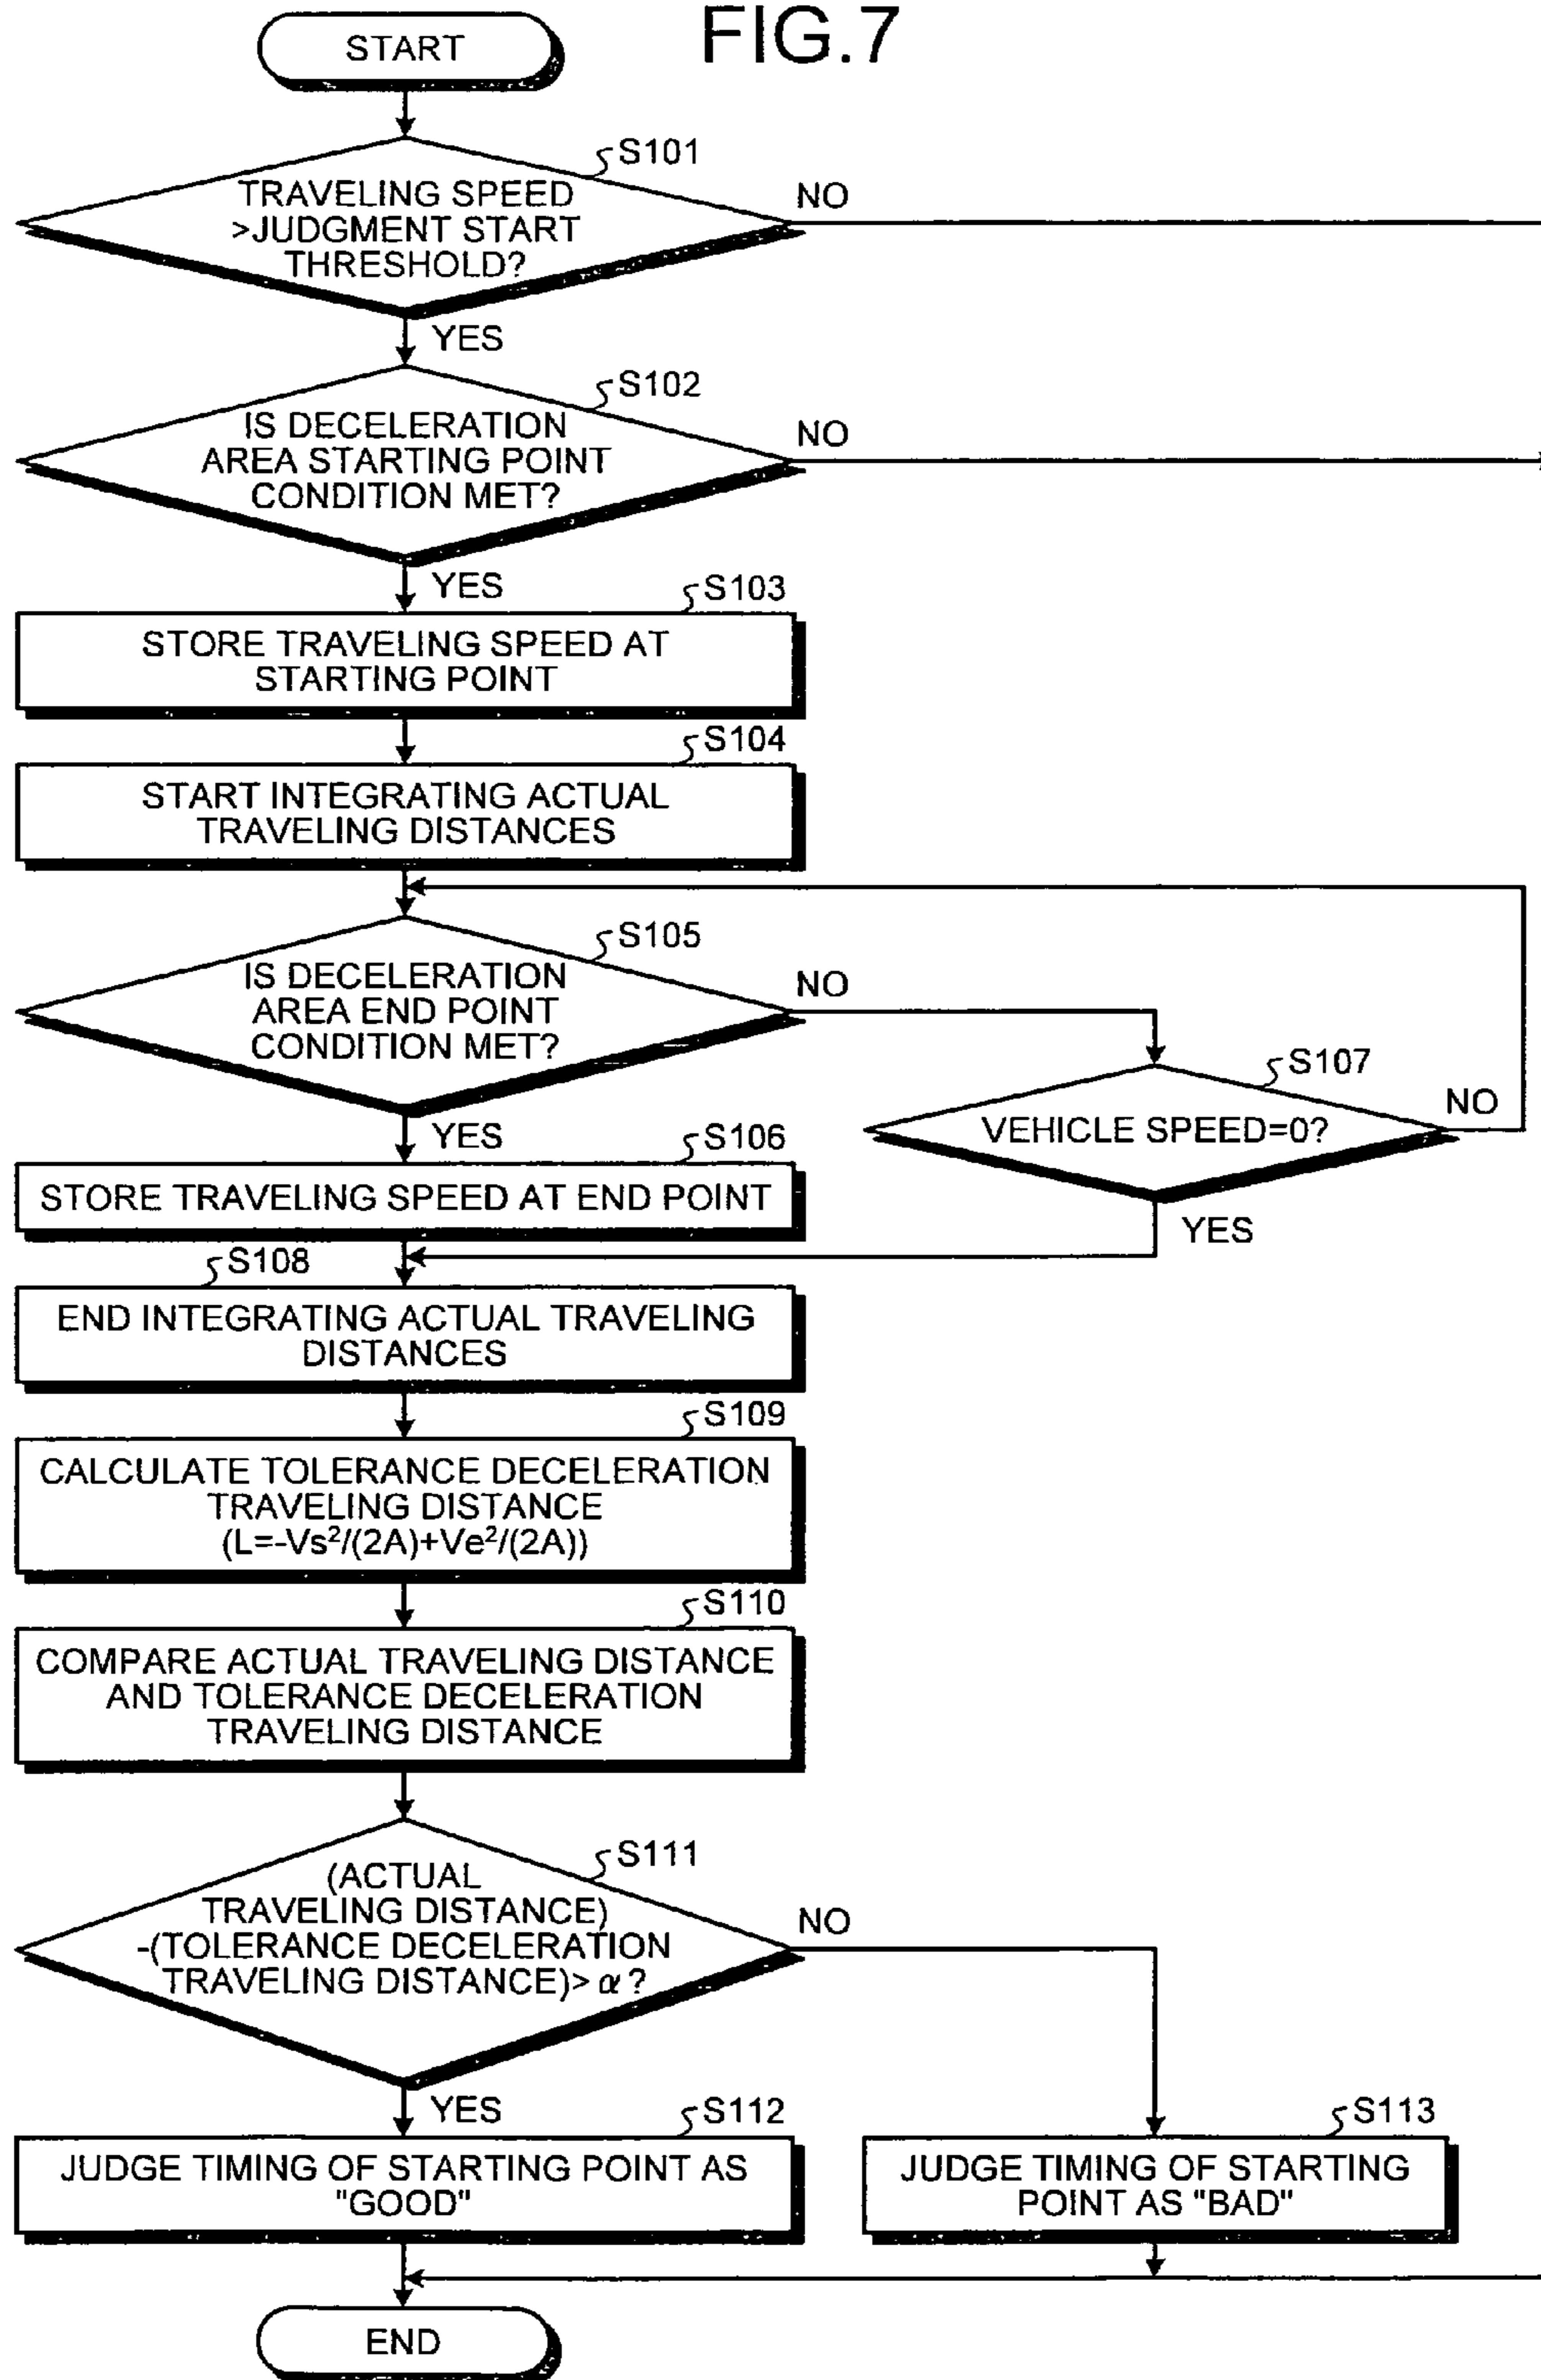 FIG.7
START
S101
TRAVELING SPEED
>JUDGMENT START
THRESHOLD?
NO
YES
S102
IS DECELERATION
AREA STARTING POINT
CONDITION MET?
NO
YES
S103
STORE TRAVELING SPEED AT
STARTING POINT
S104
START INTEGRATING ACTUAL
TRAVELING DISTANCES
S105
IS DECELERATION
AREA END POINT
CONDITION MET?
NO
S107
VEHICLE SPEED=0?
NO
YES
YES
S106
STORE TRAVELING SPEED AT END POINT
S108
END INTEGRATING ACTUAL TRAVELING
DISTANCES
S109
CALCULATE TOLERANCE DECELERATION
TRAVELING DISTANCE
(L=-Vs²/(2A)+Ve²/(2A))
S110
COMPARE ACTUAL TRAVELING DISTANCE
AND TOLERANCE DECELERATION
TRAVELING DISTANCE
S111
(ACTUAL
TRAVELING DISTANCE)
-(TOLERANCE DECELERATION
TRAVELING DISTANCE)> α ?
NO
YES
S112
JUDGE TIMING OF STARTING POINT AS
"GOOD"
S113
JUDGE TIMING OF STARTING
POINT AS "BAD"
END